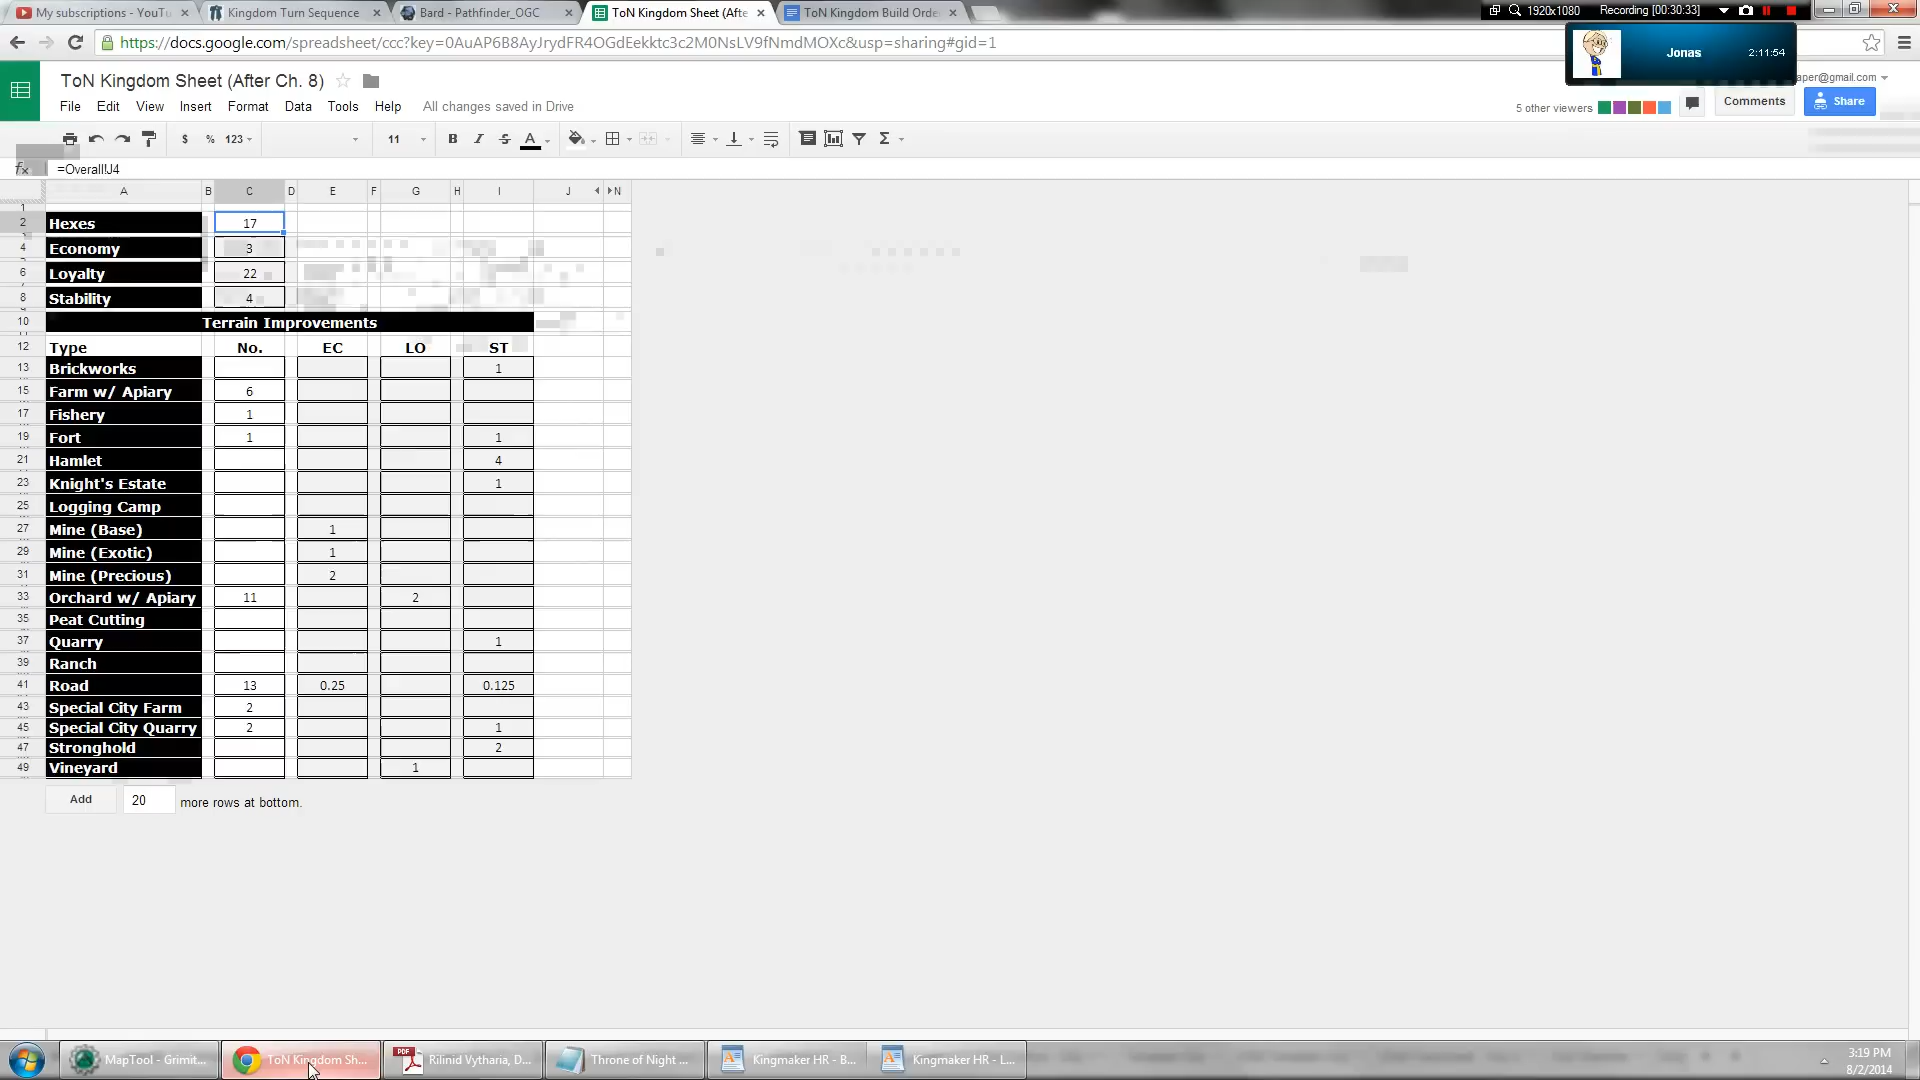 My subscriptions - YouTu
Kingdom Turn Sequence
Bard - Pathfinder_OGC
ToN Kingdom Sheet (Afte
ToN Kingdom Build Orde
1920x1080
Recording [00:30:33]
https://docs.google.com/spreadsheet/ccc?key=0AuAP6B8AyJrydFR4OGdEekktc3c2M0NsLV9fNmdMOXc&usp=sharing#gid=1
Jonas 2:11:54
ToN Kingdom Sheet (After Ch. 8)
aper@gmail.com
File Edit View Insert Format Data Tools Help All changes saved in Drive
5 other viewers
Comments
Share
$ % 123 11 B I S A Σ
fx =Overall!J4
A B C D E F G H I J N
1
2 Hexes 17
4 Economy 3
6 Loyalty 22
8 Stability 4
10 Terrain Improvements
12 Type No. EC LO ST
13 Brickworks 1
15 Farm w/ Apiary 6
17 Fishery 1
19 Fort 1 1
21 Hamlet 4
23 Knight's Estate 1
25 Logging Camp
27 Mine (Base) 1
29 Mine (Exotic) 1
31 Mine (Precious) 2
33 Orchard w/ Apiary 11 2
35 Peat Cutting
37 Quarry 1
39 Ranch
41 Road 13 0.25 0.125
43 Special City Farm 2
45 Special City Quarry 2 1
47 Stronghold 2
49 Vineyard 1
Add 20 more rows at bottom.
MapTool - Grimit...
ToN Kingdom Sh...
PDF
Rilinid Vytharia, D...
Throne of Night ...
Kingmaker HR - B...
Kingmaker HR - L...
3:19 PM
8/2/2014